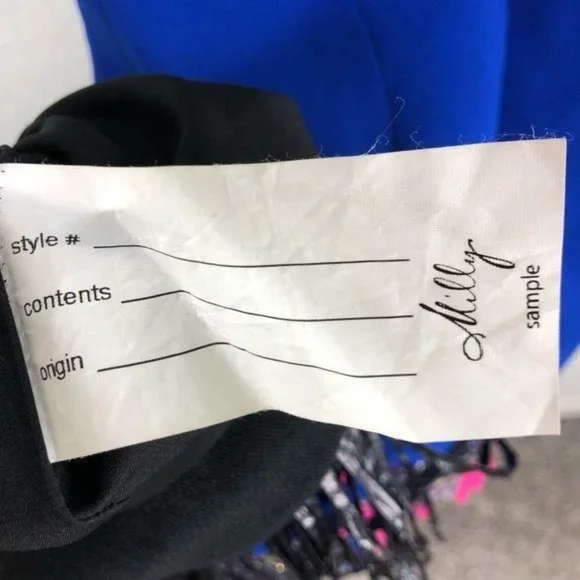 style #
contents
origin
Milly
sample